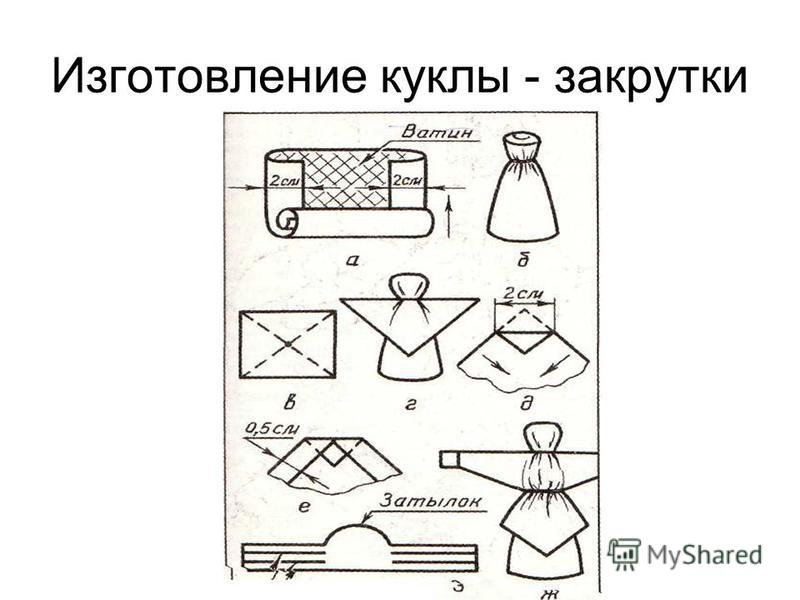 Изготовление куклы - закрутки
Ватин
2см 2см
а б
2см
в г д
0,5см
е
Затылок
э ж
MyShared